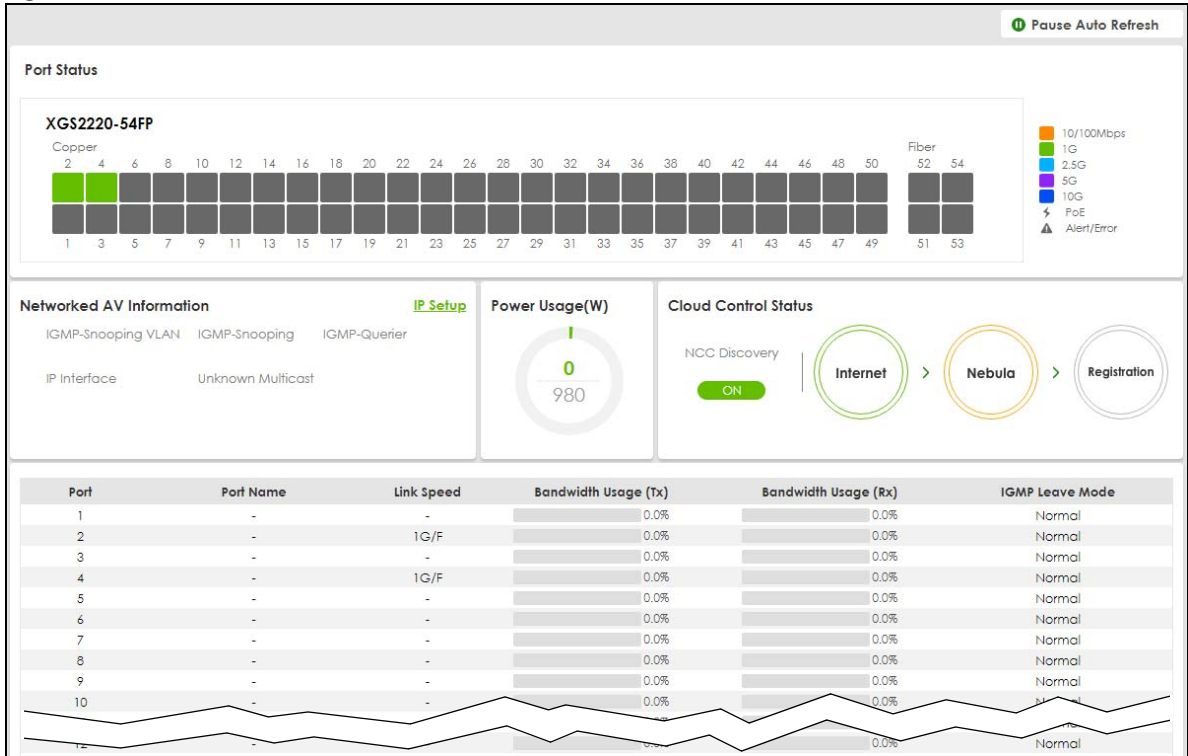 Pause Auto Refresh
Port Status
XGS2220-54FP
Copper
Fiber
2 4 6 8 10 12 14 16 18 20 22 24 26 28 30 32 34 36 38 40 42 44 46 48 50 52 54
1 3 5 7 9 11 13 15 17 19 21 23 25 27 29 31 33 35 37 39 41 43 45 47 49 51 53
10/100Mbps
1G
2.5G
5G
10G
PoE
Alert/Error
Networked AV Information IP Setup
IGMP-Snooping VLAN IGMP-Snooping IGMP-Querier
IP Interface Unknown Multicast
Power Usage(W)
0
980
Cloud Control Status
NCC Discovery
ON
Internet > Nebula > Registration
Port Port Name Link Speed Bandwidth Usage (Tx) Bandwidth Usage (Rx) IGMP Leave Mode
1 - - 0.0% 0.0% Normal
2 - 1G/F 0.0% 0.0% Normal
3 - - 0.0% 0.0% Normal
4 - 1G/F 0.0% 0.0% Normal
5 - - 0.0% 0.0% Normal
6 - - 0.0% 0.0% Normal
7 - - 0.0% 0.0% Normal
8 - - 0.0% 0.0% Normal
9 - - 0.0% 0.0% Normal
10 - - 0.0% 0.0%
12 - - 0.0% Normal